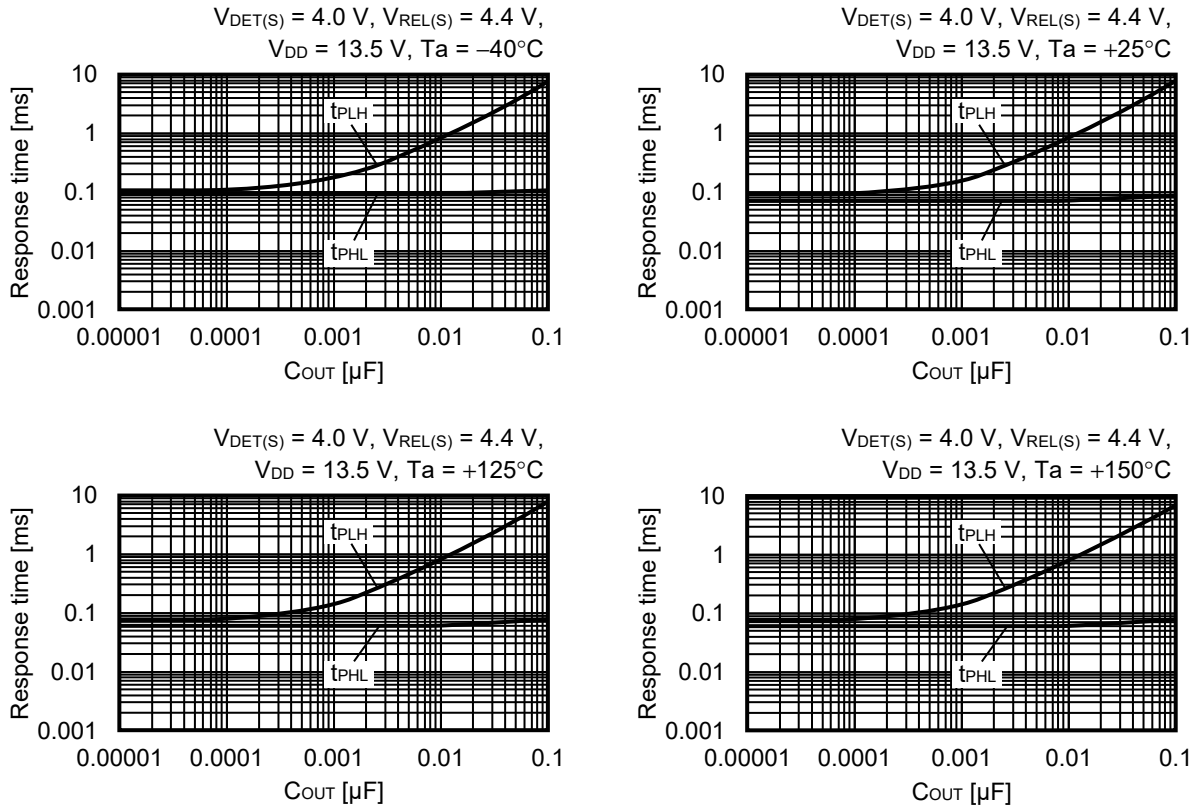 VDET(S) = 4.0 V, VREL(S) = 4.4 V,
VDD = 13.5 V, Ta = −40°C
Response time [ms]
10
1
0.1
0.01
0.001
tPLH
tPHL
0.00001 0.0001 0.001 0.01 0.1
COUT [µF]
VDET(S) = 4.0 V, VREL(S) = 4.4 V,
VDD = 13.5 V, Ta = +25°C
Response time [ms]
10
1
0.1
0.01
0.001
tPLH
tPHL
0.00001 0.0001 0.001 0.01 0.1
COUT [µF]
VDET(S) = 4.0 V, VREL(S) = 4.4 V,
VDD = 13.5 V, Ta = +125°C
Response time [ms]
10
1
0.1
0.01
0.001
tPLH
tPHL
0.00001 0.0001 0.001 0.01 0.1
COUT [µF]
VDET(S) = 4.0 V, VREL(S) = 4.4 V,
VDD = 13.5 V, Ta = +150°C
Response time [ms]
10
1
0.1
0.01
0.001
tPLH
tPHL
0.00001 0.0001 0.001 0.01 0.1
COUT [µF]